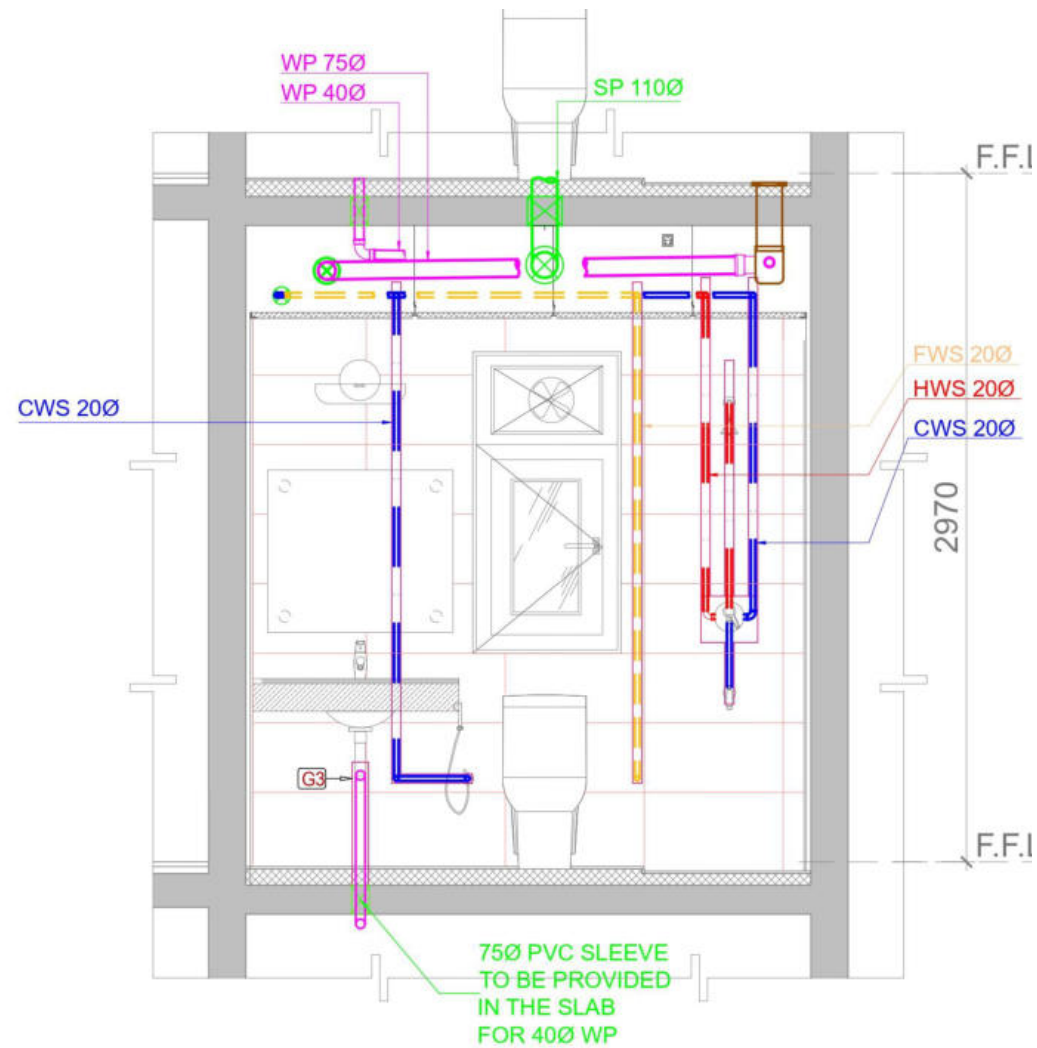 WP 75Ø
WP 40Ø
SP 110Ø
F.F.L
FWS 20Ø
HWS 20Ø
CWS 20Ø
CWS 20Ø
2970
G3
F.F.L
75Ø PVC SLEEVE
TO BE PROVIDED
IN THE SLAB
FOR 40Ø WP